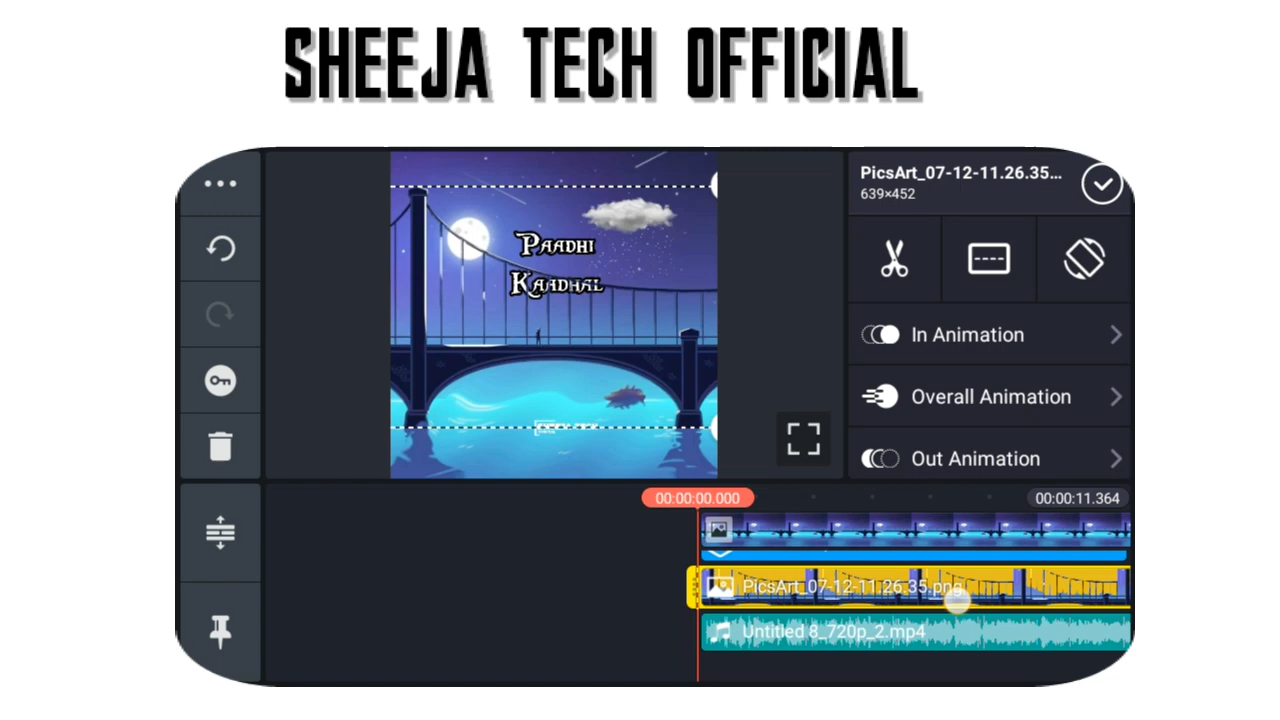 SHEEJA TECH OFFICIAL
PicsArt_07-12-11.26.35...
639×452
Paadhi
Kaadhal
In Animation
Overall Animation
Out Animation
00:00:00.000
00:00:11.364
PicsArt_07-12-11.26.35.png
Untitled 8_720p_2.mp4